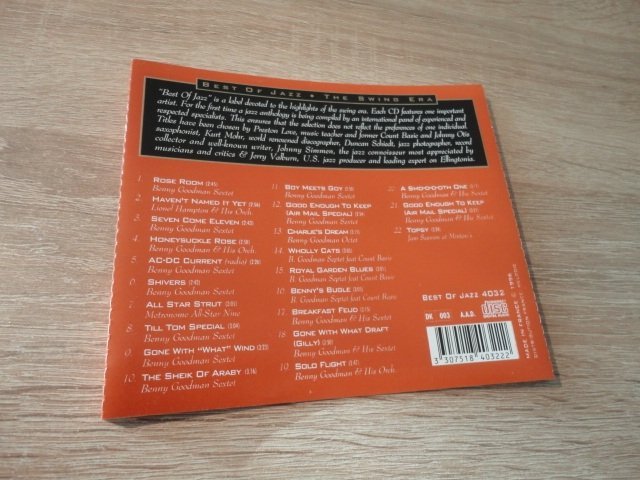 Best Of Jazz • The Swing Era
"Best Of Jazz" is a label devoted to the highlights of the swing era. Each CD features one important
artist. For the first time a jazz anthology is being compiled by an international panel of experienced and
respected specialists. This ensures that the selection does not reflect the preferences of one individual.
Titles have been chosen by Preston Love, music teacher and former Count Basie and Johnny Otis
saxophonist, Kurt Mohr, world renowned discographer, Duncan Schiedt, jazz photographer, record
collector and well-known writer, Johnny Simmen, the jazz connoisseur most appreciated by
musicians and critics & Jerry Valburn, U.S. jazz producer and leading expert on Ellingtonia.
1. Rose Room (2:45)
Benny Goodman Sextet
2. Haven't Named It Yet
Lionel Hampton & His Orch.
3. Seven Come Eleven
Benny Goodman Sextet
4. Honeysuckle Rose
Benny Goodman & His Orch.
5. AC-DC Current (radio)
Benny Goodman Sextet
6. Shivers
Benny Goodman Sextet
7. All Star Strut
Metronome All-Star Nine
8. Till Tom Special
Benny Goodman Sextet
9. Gone With "What" Wind
Benny Goodman Sextet
10. The Sheik Of Araby (3:16)
Benny Goodman Sextet
11. Boy Meets Goy
Benny Goodman Sextet
12. Good Enough To Keep
(Air Mail Special)
Benny Goodman Sextet
13. Charlie's Dream
Benny Goodman Octet
14. Wholly Cats
B. Goodman Septet feat Count Basie
15. Royal Garden Blues
B. Goodman Septet feat Count Basie
16. Benny's Bugle
B. Goodman Septet feat Count Basie
17. Breakfast Feud
Benny Goodman & His Sextet
18. Gone With What Draft
(Gilly)
Benny Goodman & His Sextet
19. Solo Flight
Benny Goodman & His Orch.
A Smo-o-o-oth One
Benny Goodman & His Sextet
21. Good Enough To Keep
(Air Mail Special)
Benny Goodman & His Sextet
22. Topsy
Jam Session at Minton's
Best Of Jazz 4032
DK 003 A.A.D.
COMPACT disc
3 307518 403222
MADE IN FRANCE © 1996